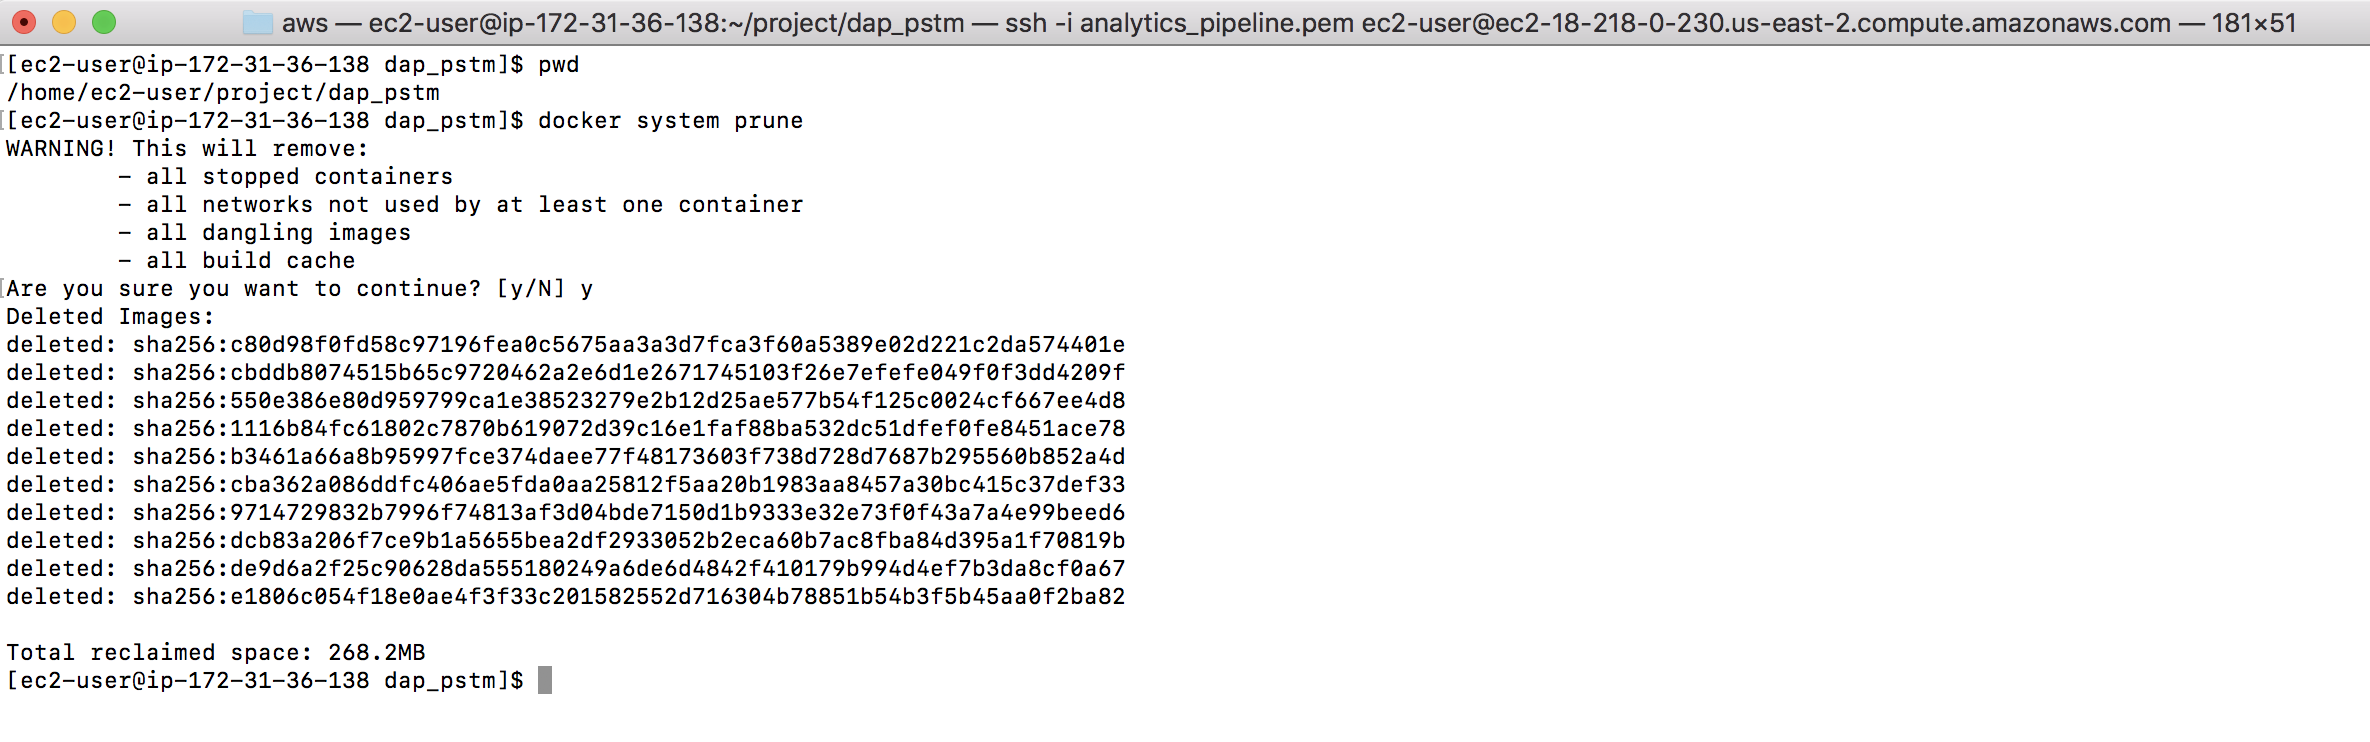 aws — ec2-user@ip-172-31-36-138:~/project/dap_pstm — ssh -i analytics_pipeline.pem ec2-user@ec2-18-218-0-230.us-east-2.compute.amazonaws.com — 181×51
[[ec2-user@ip-172-31-36-138 dap_pstm]$ pwd
/home/ec2-user/project/dap_pstm
[[ec2-user@ip-172-31-36-138 dap_pstm]$ docker system prune
WARNING! This will remove:
        - all stopped containers
        - all networks not used by at least one container
        - all dangling images
        - all build cache
[Are you sure you want to continue? [y/N] y
Deleted Images:
deleted: sha256:c80d98f0fd58c97196fea0c5675aa3a3d7fca3f60a5389e02d221c2da574401e
deleted: sha256:cbddb8074515b65c9720462a2e6d1e2671745103f26e7efefe049f0f3dd4209f
deleted: sha256:550e386e80d959799ca1e38523279e2b12d25ae577b54f125c0024cf667ee4d8
deleted: sha256:1116b84fc61802c7870b619072d39c16e1faf88ba532dc51dfef0fe8451ace78
deleted: sha256:b3461a66a8b95997fce374daee77f48173603f738d728d7687b295560b852a4d
deleted: sha256:cba362a086ddfc406ae5fda0aa25812f5aa20b1983aa8457a30bc415c37def33
deleted: sha256:9714729832b7996f74813af3d04bde7150d1b9333e32e73f0f43a7a4e99beed6
deleted: sha256:dcb83a206f7ce9b1a5655bea2df2933052b2eca60b7ac8fba84d395a1f70819b
deleted: sha256:de9d6a2f25c90628da555180249a6de6d4842f410179b994d4ef7b3da8cf0a67
deleted: sha256:e1806c054f18e0ae4f3f33c201582552d716304b78851b54b3f5b45aa0f2ba82

Total reclaimed space: 268.2MB
[ec2-user@ip-172-31-36-138 dap_pstm]$